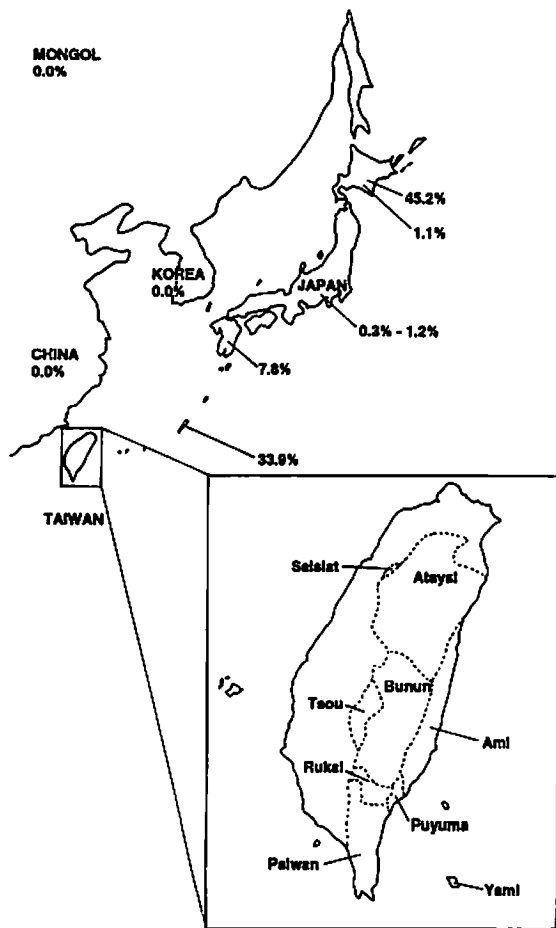 MONGOL
0.0%
45.2%
1.1%
KOREA
0.0%
JAPAN
0.3% - 1.2%
CHINA
0.0%
7.8%
33.9%
TAIWAN
Saisiat
Atayal
Bunun
Tsou
Ami
Rukai
Puyuma
Paiwan
Yami